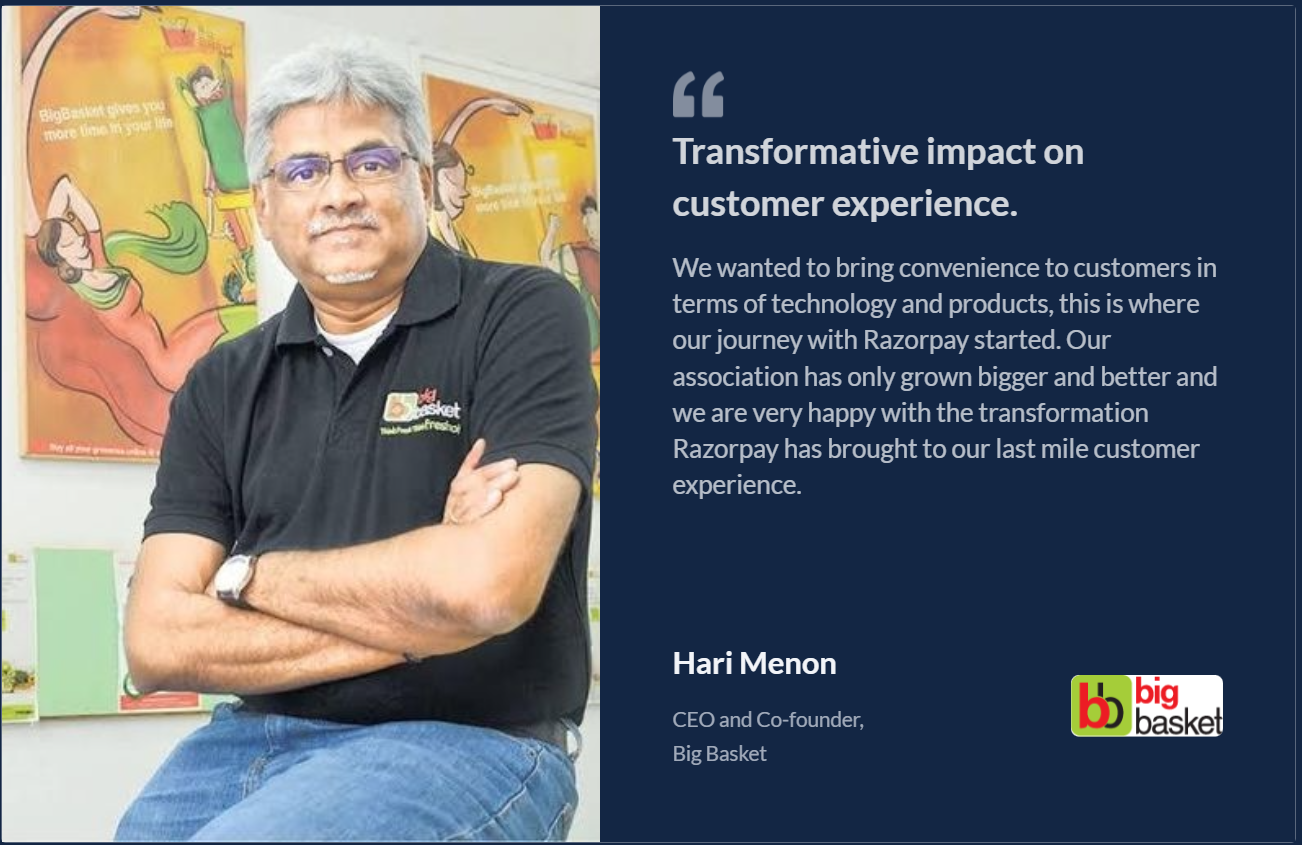 BigBasket gives you
more time in your life
big
basket
Transformative impact on
customer experience.
We wanted to bring convenience to customers in
terms of technology and products, this is where
our journey with Razorpay started. Our
association has only grown bigger and better and
we are very happy with the transformation
Razorpay has brought to our last mile customer
experience.
Hari Menon
CEO and Co-founder,
Big Basket
bb
big
basket